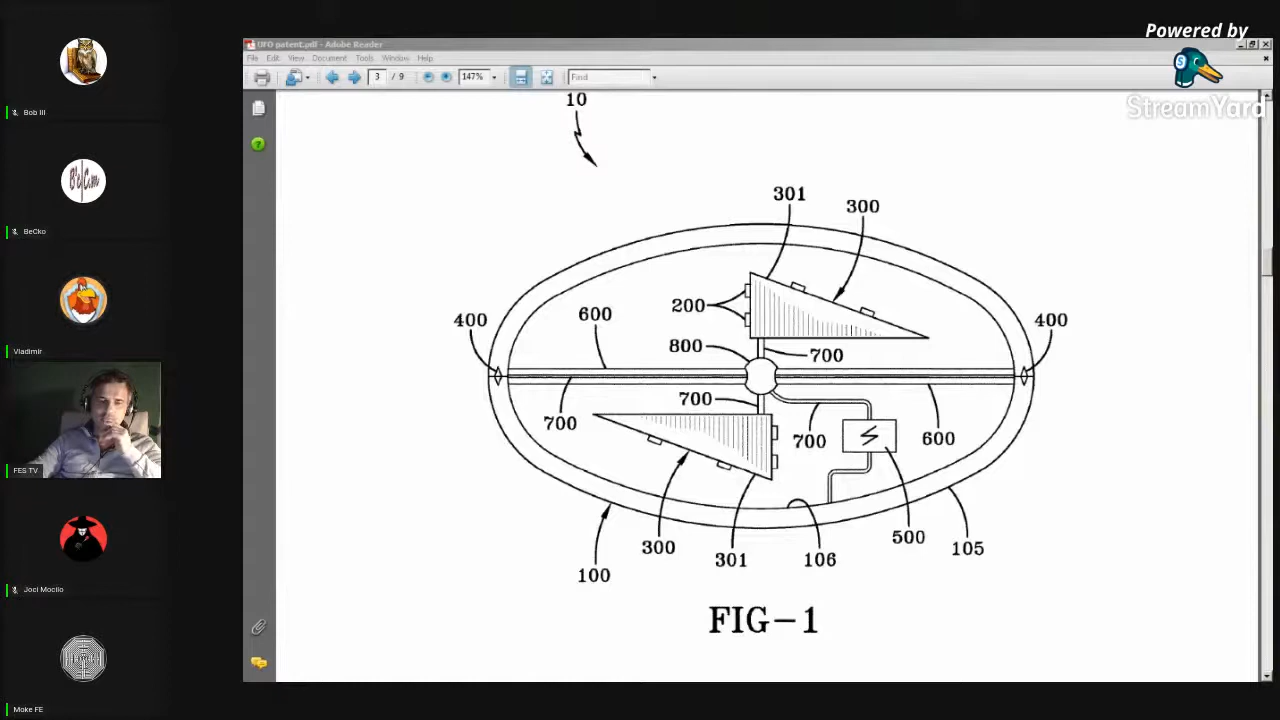 Powered by
StreamYard
UFO patent.pdf - Adobe Reader
File Edit View Document Tools Window Help
3 / 9 147% Find
10
301
300
200
600
400
400
800
700
700
700
700
600
300
301
106
500
105
100
FIG-1
Bob III
BeCko
Vladimir
FES TV
Joci Mocilo
Moke FE